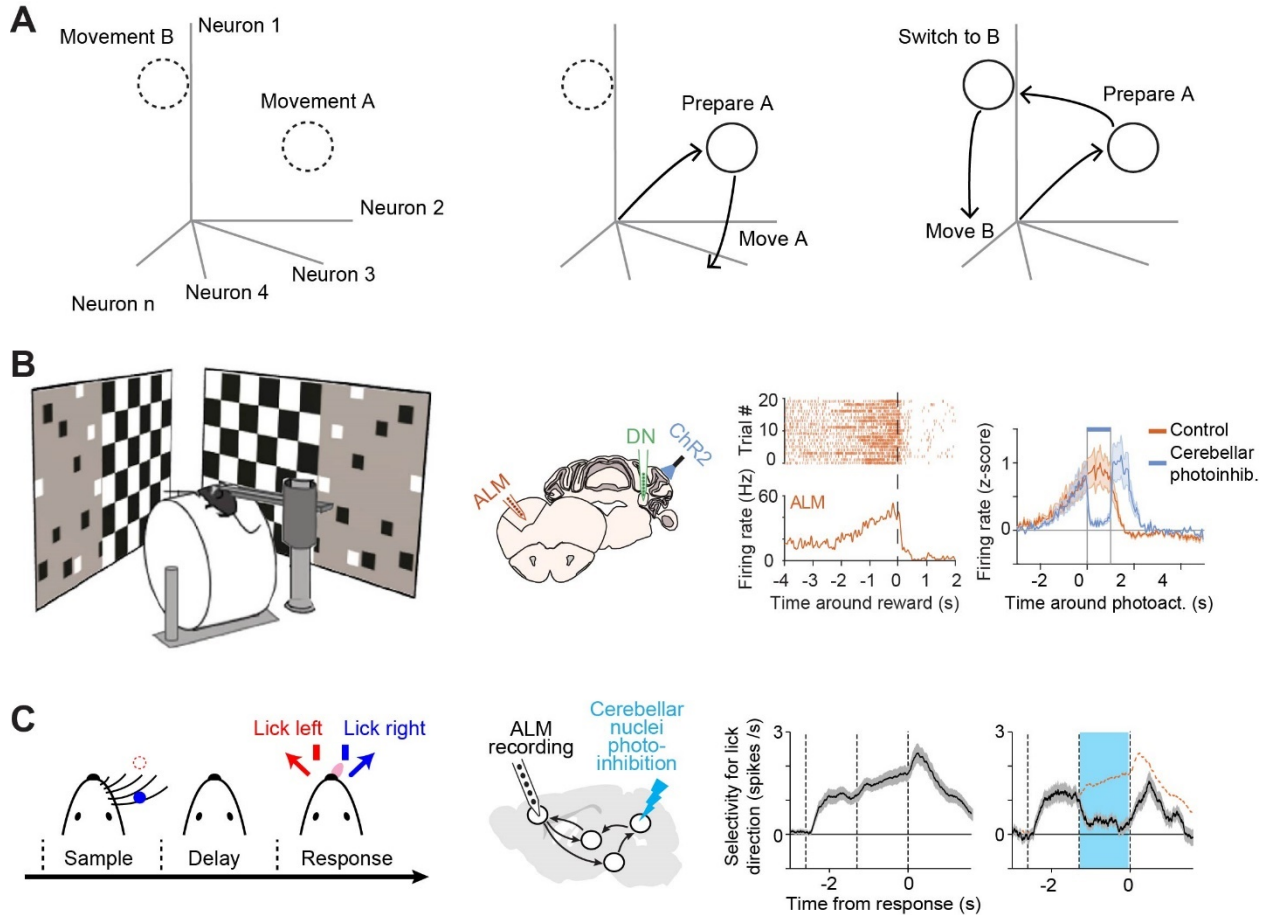 A
Movement B
Neuron 1
Movement A
Neuron 2
Neuron 3
Neuron 4
Neuron n
Prepare A
Move A
Switch to B
Prepare A
Move B
B
ALM
DN
ChR2
Trial #
20
10
0
Firing rate (Hz)
60
0
ALM
-4 -3 -2 -1 0 1 2
Time around reward (s)
Firing rate (z-score)
1
0
Control
Cerebellar
photoinhib.
-2 0 2 4
Time around photoact. (s)
C
Lick left
Lick right
Sample
Delay
Response
ALM
recording
Cerebellar
nuclei
photo-
inhibition
Selectivity for lick
direction (spikes /s)
3
0
-2 0
Time from response (s)
3
0
-2 0